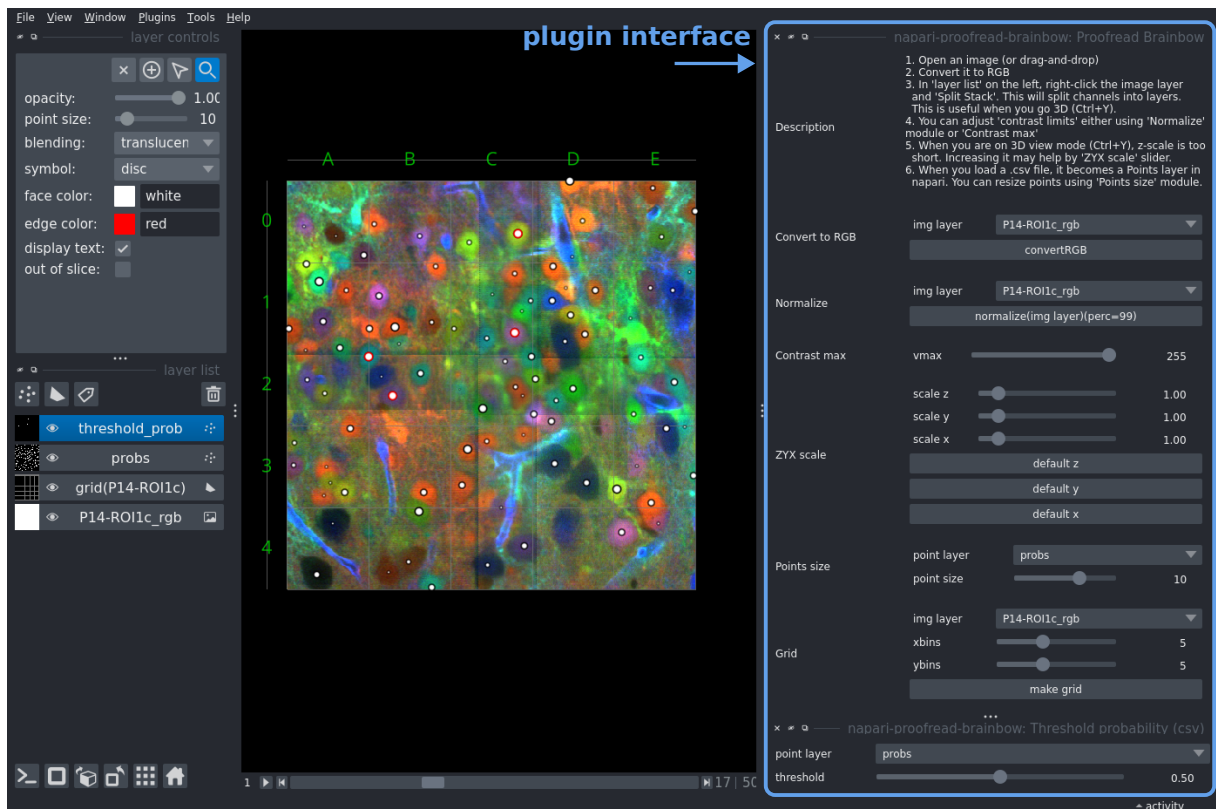 File View Window Plugins Tools Help
layer controls
opacity: 1.00
point size: 10
blending: translucen
symbol: disc
face color: white
edge color: red
display text:
out of slice:
layer list
threshold_prob
probs
grid(P14-ROI1c)
P14-ROI1c_rgb
plugin interface
A B C D E
0
1
2
3
4
1 17 | 50
napari-proofread-brainbow: Proofread Brainbow
Description
1. Open an image (or drag-and-drop)
2. Convert it to RGB
3. In 'layer list' on the left, right-click the image layer
and 'Split Stack'. This will split channels into layers.
This is useful when you go 3D (Ctrl+Y).
4. You can adjust 'contrast limits' either using 'Normalize'
module or 'Contrast max'
5. When you are on 3D view mode (Ctrl+Y), z-scale is too
short. Increasing it may help by 'ZYX scale' slider.
6. When you load a .csv file, it becomes a Points layer in
napari. You can resize points using 'Points size' module.
Convert to RGB
img layer P14-ROI1c_rgb
convertRGB
Normalize
img layer P14-ROI1c_rgb
normalize(img layer)(perc=99)
Contrast max vmax 255
ZYX scale
scale z 1.00
scale y 1.00
scale x 1.00
default z
default y
default x
Points size
point layer probs
point size 10
Grid
img layer P14-ROI1c_rgb
xbins 5
ybins 5
make grid
napari-proofread-brainbow: Threshold probability (csv)
point layer probs
threshold 0.50
activity